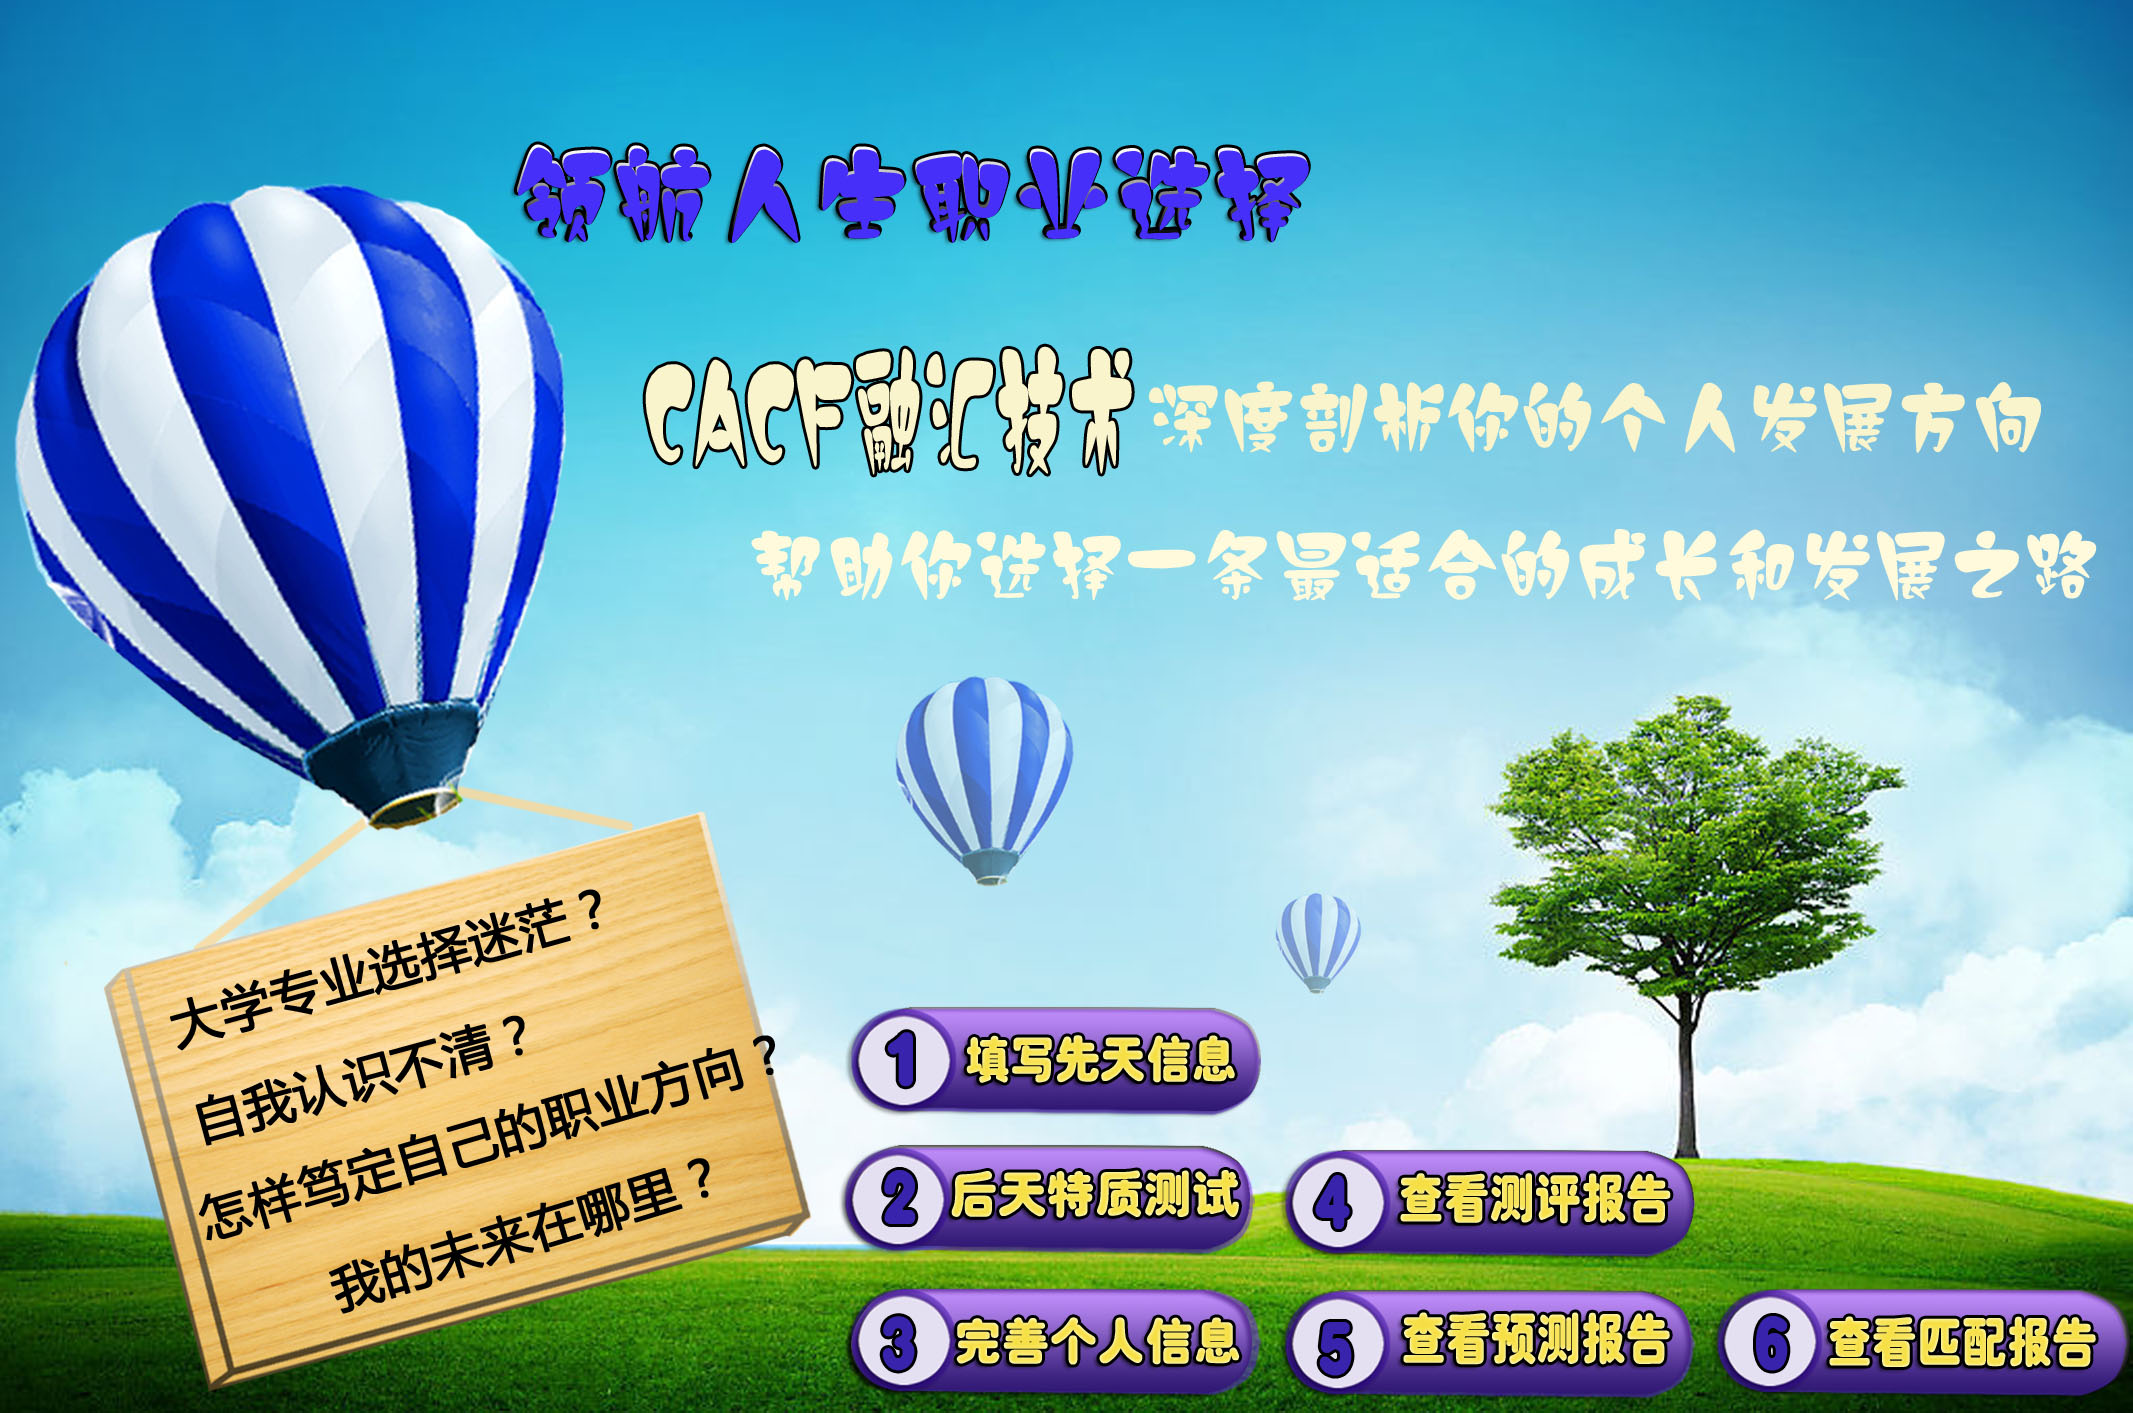 领航人生职业选择
CACF融汇技术 深度剖析你的个人发展方向
帮助你选择一条最适合的成长和发展之路
大学专业选择迷茫？
自我认识不清？
怎样笃定自己的职业方向？
我的未来在哪里？
1 填写先天信息
2 后天特质测试
3 完善个人信息
4 查看测评报告
5 查看预测报告
6 查看匹配报告